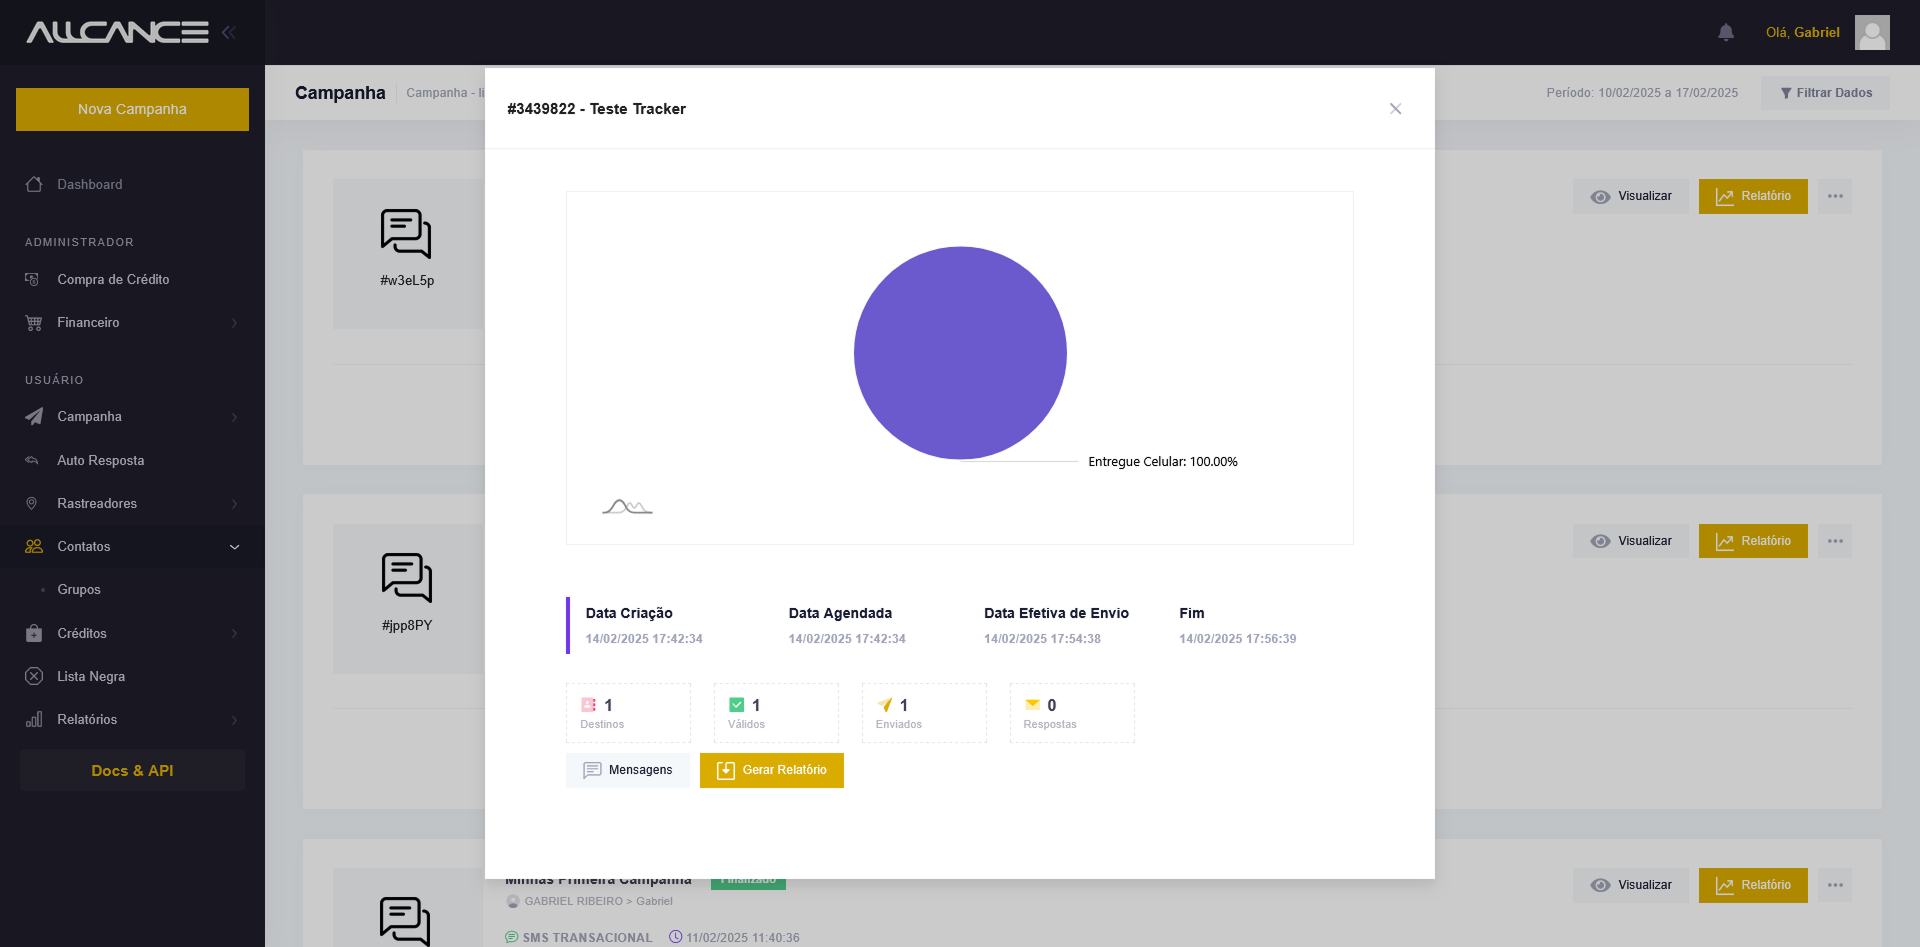 ALLCANCE
Olá, Gabriel
Nova Campanha
Dashboard
ADMINISTRADOR
Compra de Crédito
Financeiro
USUÁRIO
Campanha
Auto Resposta
Rastreadores
Contatos
Grupos
Créditos
Lista Negra
Relatórios
Docs & API
Campanha
Campanha - li
Período: 10/02/2025 a 17/02/2025
Filtrar Dados
#w3eL5p
Visualizar
Relatório
#jpp8PY
Visualizar
Relatório
#3439822 - Teste Tracker
Entregue Celular: 100.00%
Data Criação
14/02/2025 17:42:34
Data Agendada
14/02/2025 17:42:34
Data Efetiva de Envio
14/02/2025 17:54:38
Fim
14/02/2025 17:56:39
1
Destinos
1
Válidos
1
Enviados
0
Respostas
Mensagens
Gerar Relatório
Minhas Primeira Campanha
Finalizado
GABRIEL RIBEIRO > Gabriel
SMS TRANSACIONAL
11/02/2025 11:40:36
Visualizar
Relatório